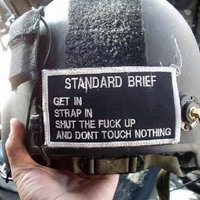 STANDARD BRIEF
GET IN
STRAP IN
SHUT THE FUCK UP
AND DONT TOUCH NOTHING